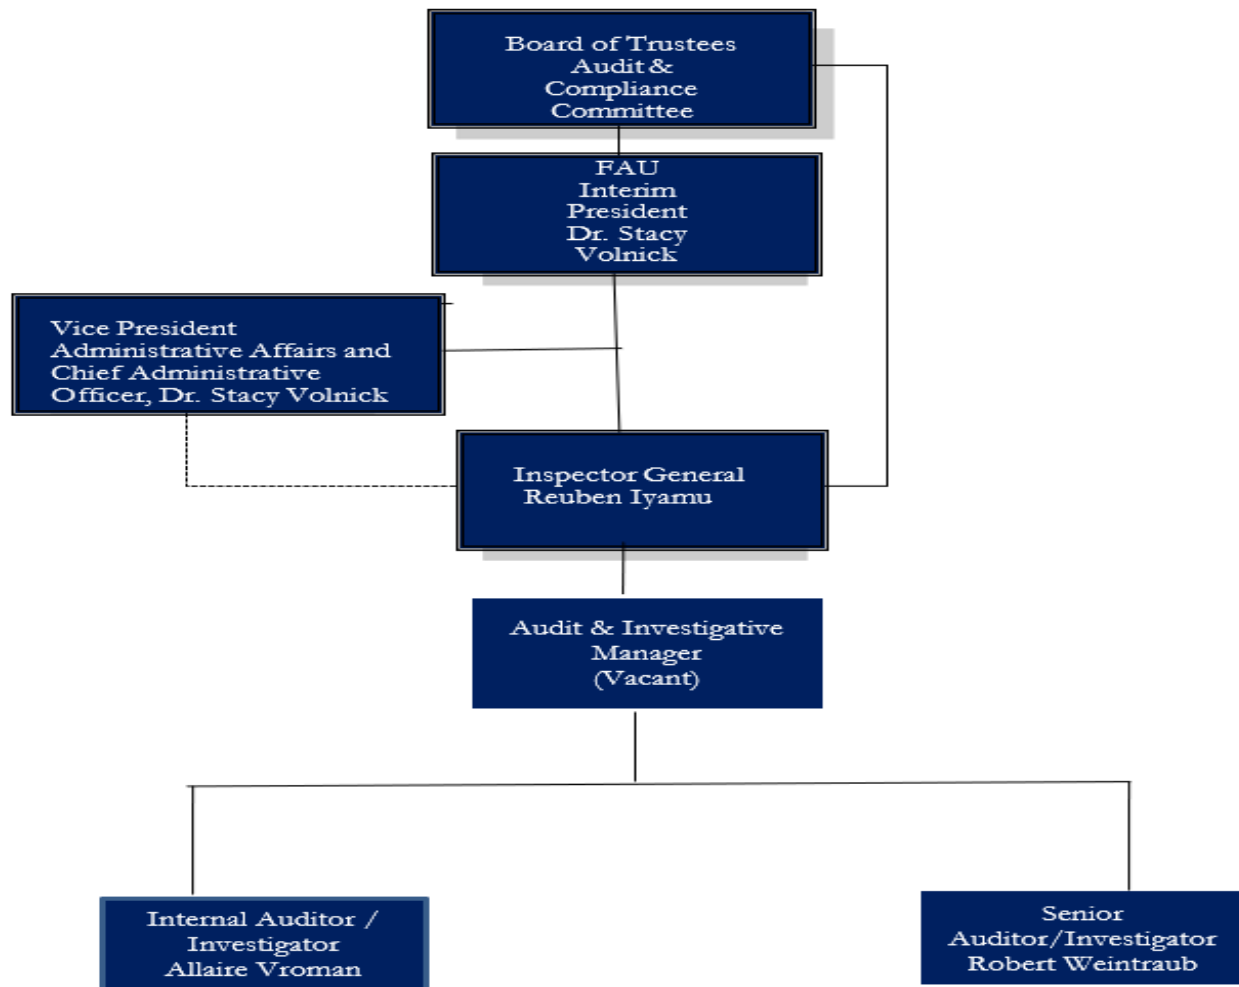 Board of Trustees
Audit &
Compliance
Committee
FAU
Interim
President
Dr. Stacy
Volnick
Vice President
Administrative Affairs and
Chief Administrative
Officer, Dr. Stacy Volnick
Inspector General
Reuben Iyamu
Audit & Investigative
Manager
(Vacant)
Internal Auditor /
Investigator
Allaire Vroman
Senior
Auditor/Investigator
Robert Weintraub